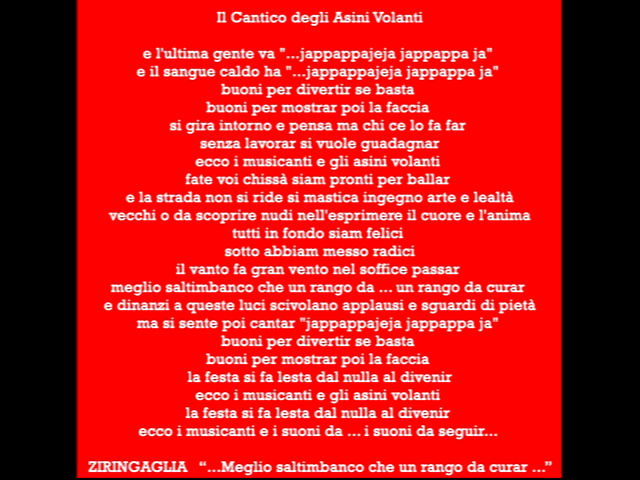 Il Cantico degli Asini Volanti
e l'ultima gente va "...jappappajeja jappappa ja"
e il sangue caldo ha "...jappappajeja jappappa ja"
buoni per divertir se basta
buoni per mostrar poi la faccia
si gira intorno e pensa ma chi ce lo fa far
senza lavorar si vuole guadagnar
ecco i musicanti e gli asini volanti
fate voi chissà siam pronti per ballar
e la strada non si ride si mastica ingegno arte e lealtà
vecchi o da scoprire nudi nell'esprimere il cuore e l'anima
tutti in fondo siam felici
sotto abbiam messo radici
il vanto fa gran vento nel soffice passar
meglio saltimbanco che un rango da ... un rango da curar
e dinanzi a queste luci scivolano applausi e sguardi di pietà
ma si sente poi cantar "jappappajeja jappappa ja"
buoni per divertir se basta
buoni per mostrar poi la faccia
la festa si fa lesta dal nulla al divenir
ecco i musicanti e gli asini volanti
la festa si fa lesta dal nulla al divenir
ecco i musicanti e i suoni da ... i suoni da seguir...
ZIRINGAGLIA “...Meglio saltimbanco che un rango da curar ...”